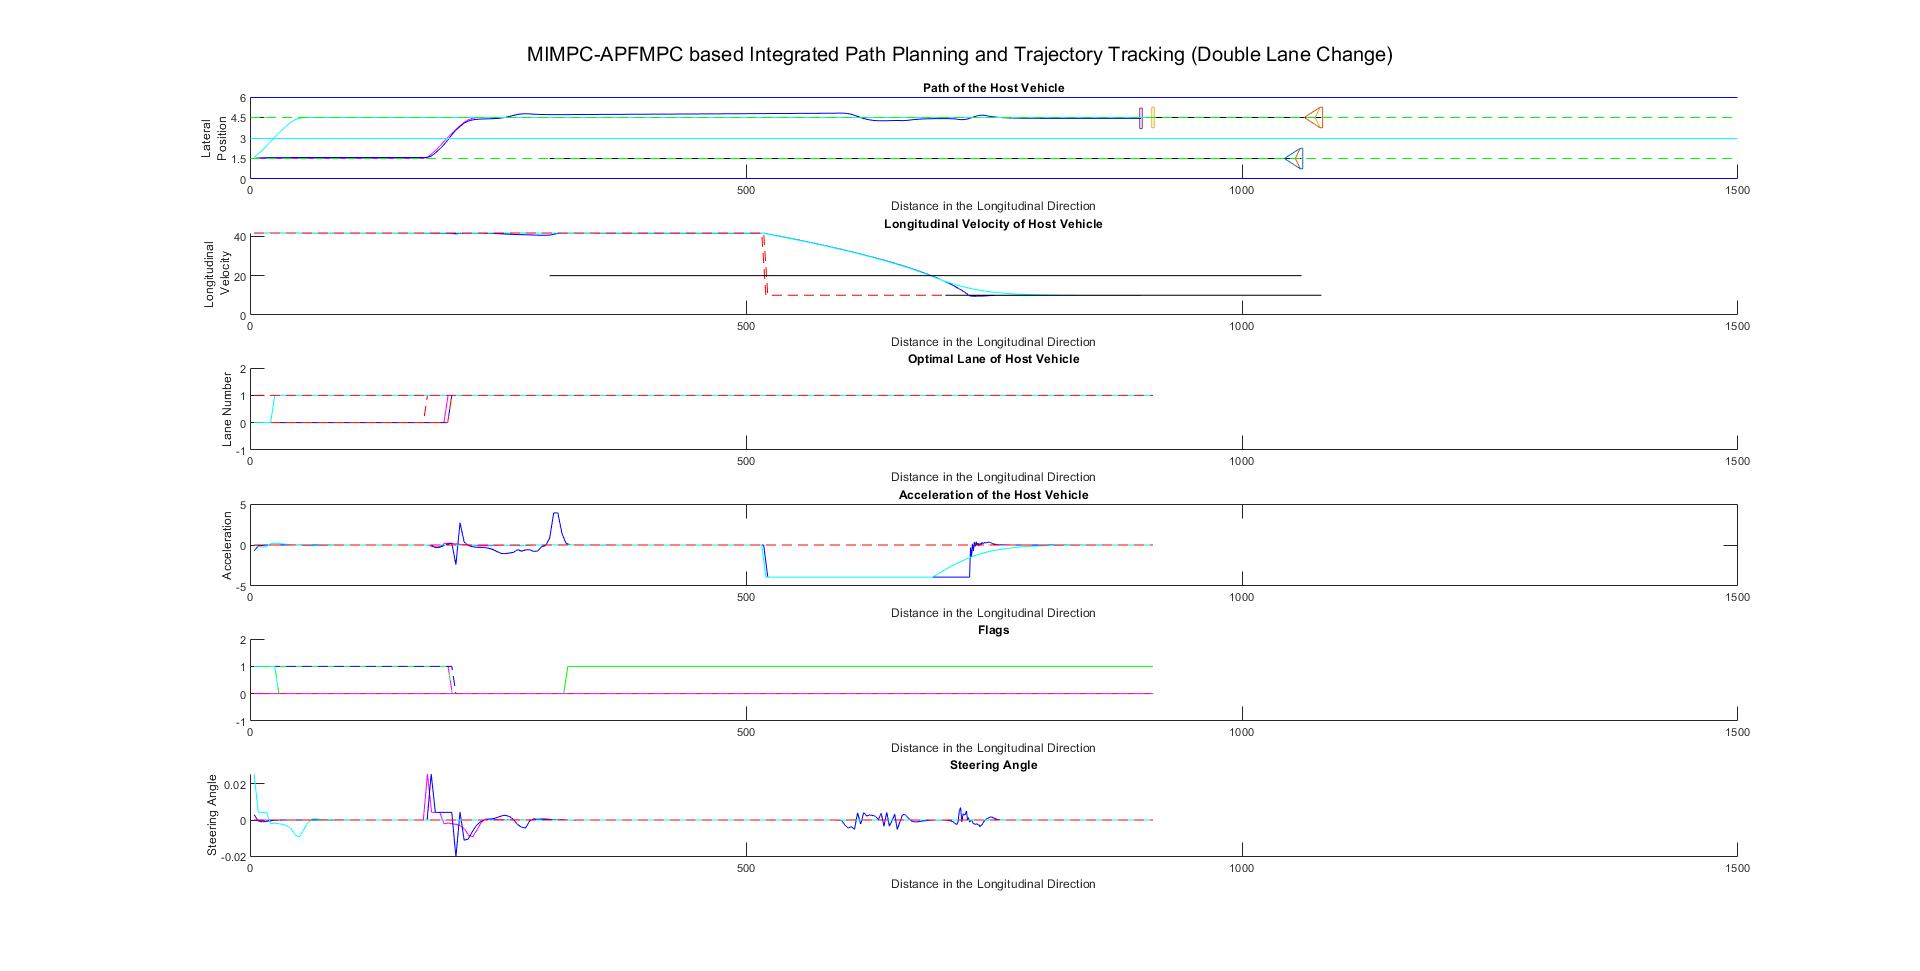 MIMPC-APFMPC based Integrated Path Planning and Trajectory Tracking (Double Lane Change)
Path of the Host Vehicle
Lateral
Position
6
4.5
3
1.5
0
0 500 1000 1500
Distance in the Longitudinal Direction
Longitudinal Velocity of Host Vehicle
Longitudinal
Velocity
40
20
0
0 500 1000 1500
Distance in the Longitudinal Direction
Optimal Lane of Host Vehicle
Lane Number
2
1
0
-1
0 500 1000 1500
Distance in the Longitudinal Direction
Acceleration of the Host Vehicle
Acceleration
5
0
-5
0 500 1000 1500
Distance in the Longitudinal Direction
Flags
2
1
0
-1
0 500 1000 1500
Distance in the Longitudinal Direction
Steering Angle
Steering Angle
0.02
0
-0.02
0 500 1000 1500
Distance in the Longitudinal Direction